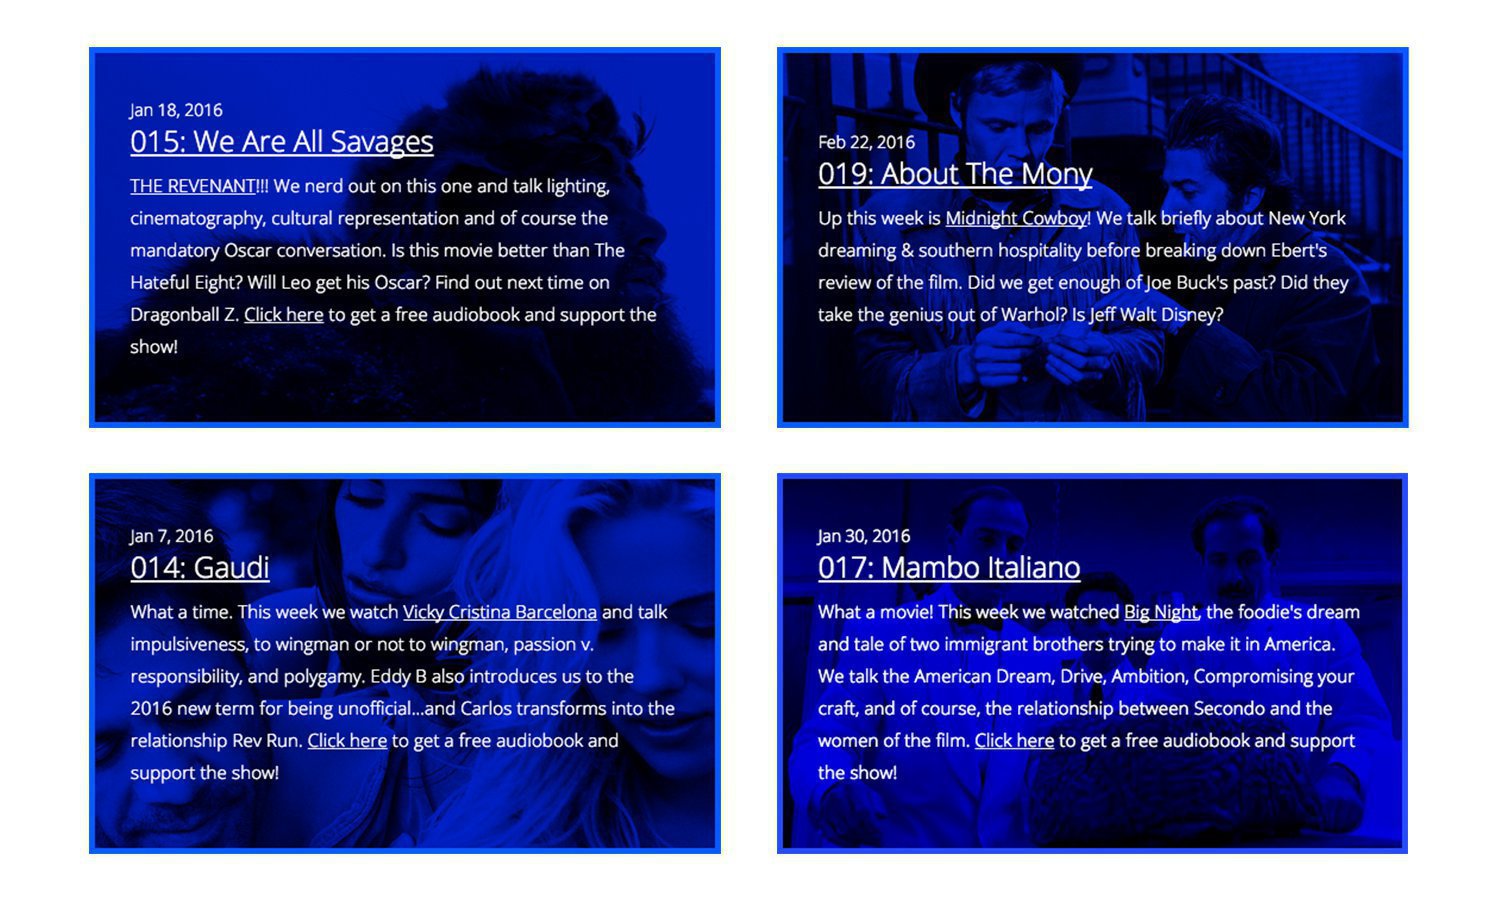 Jan 18, 2016
015: We Are All Savages
THE REVENANT!!! We nerd out on this one and talk lighting,
cinematography, cultural representation and of course the
mandatory Oscar conversation. Is this movie better than The
Hateful Eight? Will Leo get his Oscar? Find out next time on
Dragonball Z. Click here to get a free audiobook and support the
show!
Feb 22, 2016
019: About The Mony
Up this week is Midnight Cowboy! We talk briefly about New York
dreaming & southern hospitality before breaking down Ebert's
review of the film. Did we get enough of Joe Buck's past? Did they
take the genius out of Warhol? Is Jeff Walt Disney?
Jan 7, 2016
014: Gaudi
What a time. This week we watch Vicky Cristina Barcelona and talk
impulsiveness, to wingman or not to wingman, passion v.
responsibility, and polygamy. Eddy B also introduces us to the
2016 new term for being unofficial...and Carlos transforms into the
relationship Rev Run. Click here to get a free audiobook and
support the show!
Jan 30, 2016
017: Mambo Italiano
What a movie! This week we watched Big Night, the foodie's dream
and tale of two immigrant brothers trying to make it in America.
We talk the American Dream, Drive, Ambition, Compromising your
craft, and of course, the relationship between Secondo and the
women of the film. Click here to get a free audiobook and support
the show!